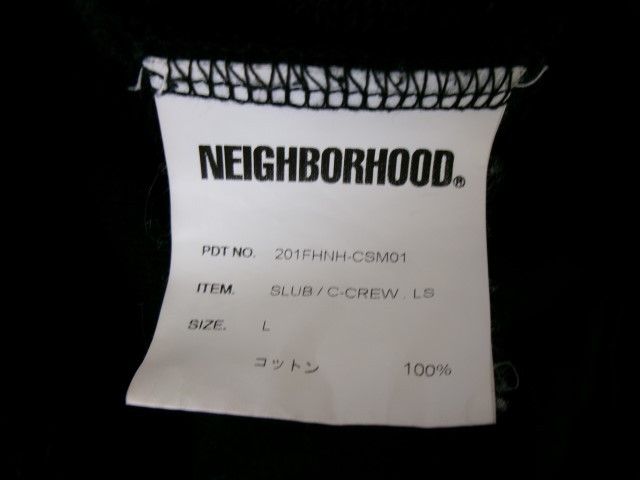 NEIGHBORHOOD®
PDT NO. 201FHNH-CSM01
ITEM. SLUB / C-CREW . LS
SIZE. L
コットン 100%